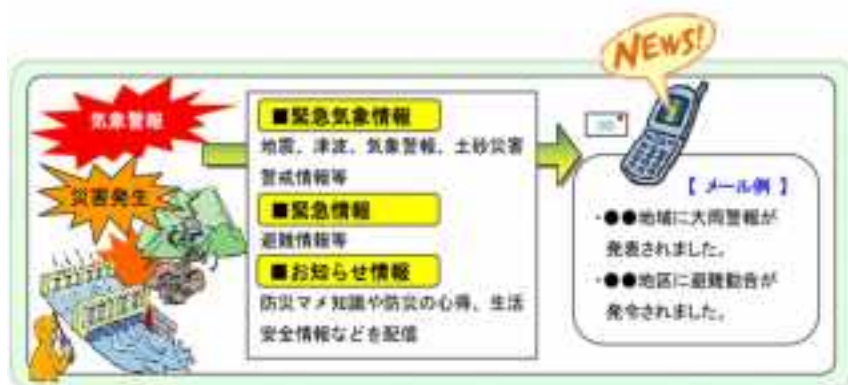 NEWS!
気象警報
災害発生
■緊急気象情報
地震、津波、気象警報、土砂災害
警戒情報等
■緊急情報
避難情報等
■お知らせ情報
防災マメ知識や防災の心得、生活
安全情報などを配信
【 メール例 】
・●●地域に大雨警報が
発表されました。
・●●地区に避難勧告が
発令されました。